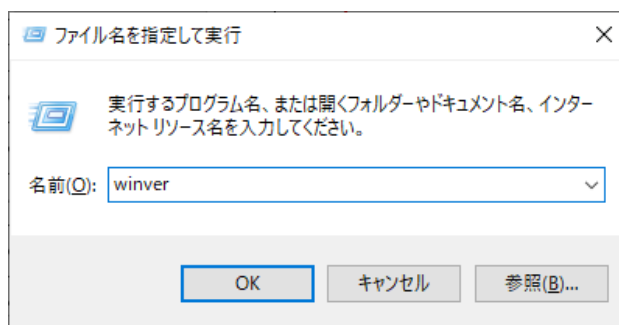 ファイル名を指定して実行
実行するプログラム名、または開くフォルダーやドキュメント名、インター
ネット リソース名を入力してください。
名前(O): winver
OK キャンセル 参照(B)...